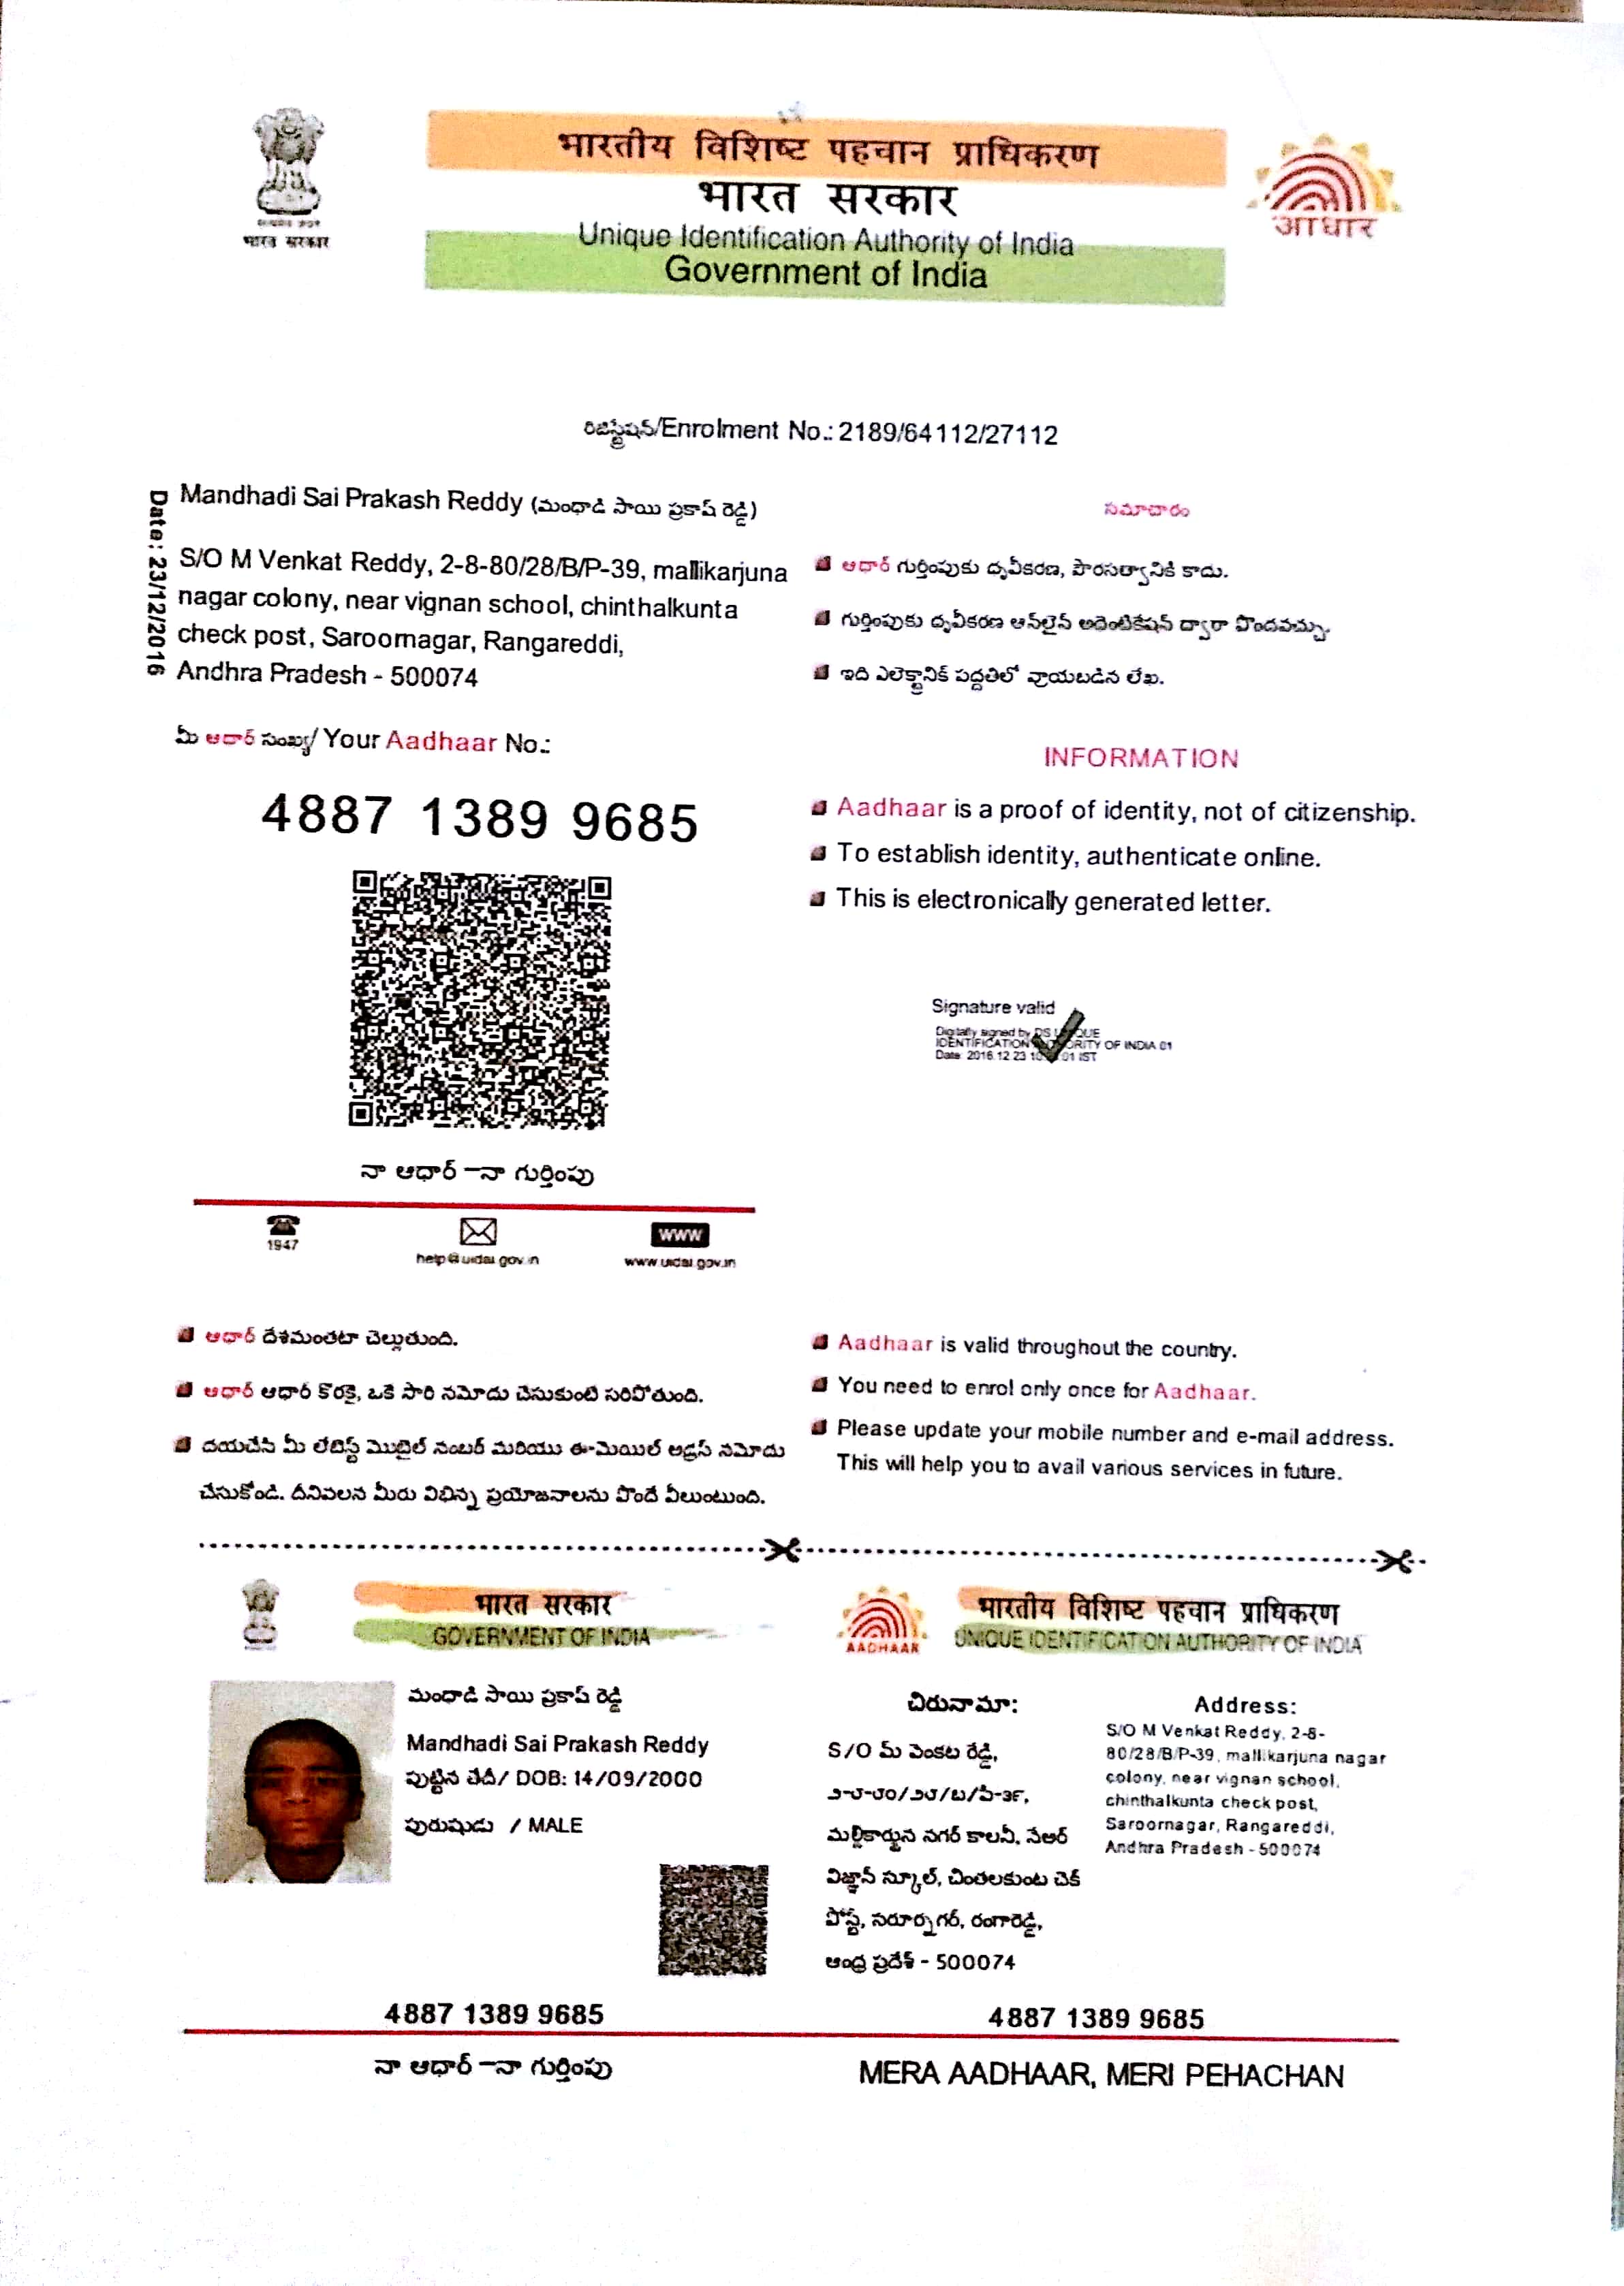 भारतीय विशिष्ट पहचान प्राधिकरण
भारत सरकार
Unique Identification Authority of India
Government of India
भारत सरकार
आधार
రిజిస్ట్రేషన్/Enrolment No.: 2189/64112/27112
Date: 23/12/2016
Mandhadi Sai Prakash Reddy (మంధాడి సాయి ప్రకాష్ రెడ్డి)
S/O M Venkat Reddy, 2-8-80/28/B/P-39, mallikarjuna
nagar colony, near vignan school, chinthalkunta
check post, Saroornagar, Rangareddi,
Andhra Pradesh - 500074
మీ ఆధార్ సంఖ్య/ Your Aadhaar No.:
4887 1389 9685
నా ఆధార్ –నా గుర్తింపు
1947
help@uidai.gov.in
www
www.uidai.gov.in
సమాచారం
ఆధార్ గుర్తింపుకు దృవీకరణ, పౌరసత్వానికి కాదు.
గుర్తింపుకు దృవీకరణ ఆన్‌లైన్ అదెంటికేషన్ ద్వారా పొందవచ్చు.
ఇది ఎలెక్ట్రానిక్ పద్ధతిలో వ్రాయబడిన లేఖ.
INFORMATION
Aadhaar is a proof of identity, not of citizenship.
To establish identity, authenticate online.
This is electronically generated letter.
Signature valid
Digitally signed by DS
IDENTIFICATION OF INDIA 01
Date: 2016.12.23 IST
ఆధార్ దేశమంతటా చెల్లుతుంది.
ఆధార్ ఆధార్ కొరకై, ఒకే సారి నమోదు చేసుకుంటే సరిపోతుంది.
దయచేసి మీ లేటెస్ట్ మొబైల్ నంబర్ మరియు ఈ-మెయిల్ అడ్రస్ నమోదు
చేసుకోండి. దీనివలన మీరు విభిన్న ప్రయోజనాలను పొందే వీలుంటుంది.
Aadhaar is valid throughout the country.
You need to enrol only once for Aadhaar.
Please update your mobile number and e-mail address.
This will help you to avail various services in future.
भारत सरकार
GOVERNMENT OF INDIA
మంధాడి సాయి ప్రకాష్ రెడ్డి
Mandhadi Sai Prakash Reddy
పుట్టిన తేదీ/ DOB: 14/09/2000
పురుషుడు / MALE
4887 1389 9685
నా ఆధార్ –నా గుర్తింపు
AADHAAR
भारतीय विशिष्ट पहचान प्राधिकरण
UNIQUE IDENTIFICATION AUTHORITY OF INDIA
చిరునామా:
S/O మ్ వెంకట రేడ్డి,
౨-౮-౮౦/౨౮/బ/పి-౩౯,
మల్లికార్జున నగర్ కాలనీ, నేఅర్
విజ్ఞాన్ స్కూల్, చింతలకుంట చెక్
పోస్ట్, సరూర్నగర్, రంగారెడ్డి,
ఆంధ్ర ప్రదేశ్ - 500074
Address:
S/O M Venkat Reddy, 2-8-
80/28/B/P-39, mallikarjuna nagar
colony, near vignan school,
chinthalkunta check post,
Saroornagar, Rangareddi,
Andhra Pradesh - 500074
4887 1389 9685
MERA AADHAAR, MERI PEHACHAN